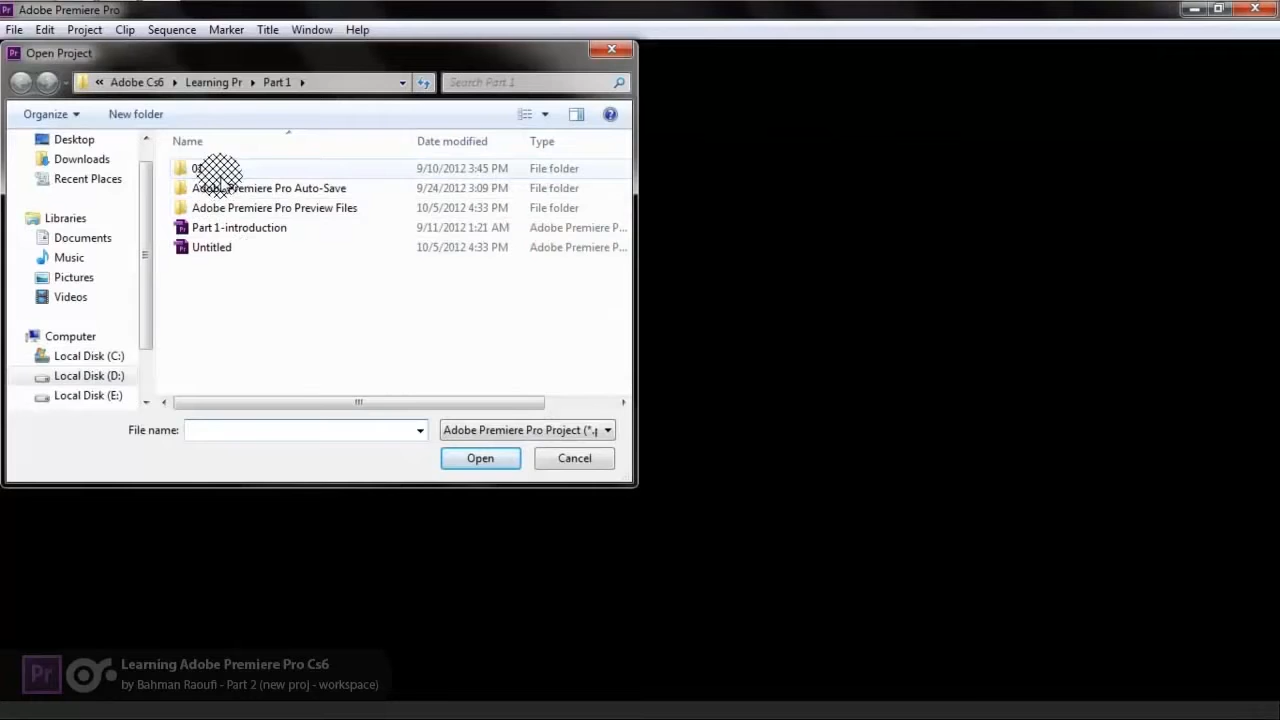 Pr Adobe Premiere Pro
File Edit Project Clip Sequence Marker Title Window Help
Pr Open Project
« Adobe Cs6 Learning Pr Part 1 Search Part 1
Organize New folder
Name Date modified Type
Desktop
Downloads
Recent Places
Libraries
Documents
Music
Pictures
Videos
Computer
Local Disk (C:)
Local Disk (D:)
Local Disk (E:)
9/10/2012 3:45 PM File folder
Adobe Premiere Pro Auto-Save 9/24/2012 3:09 PM File folder
Adobe Premiere Pro Preview Files 10/5/2012 4:33 PM File folder
Part 1-introduction 9/11/2012 1:21 AM Adobe Premiere P...
Untitled 10/5/2012 4:33 PM Adobe Premiere P...
File name: Adobe Premiere Pro Project (*.p
Open Cancel
Pr Learning Adobe Premiere Pro Cs6
by Bahman Raoufi - Part 2 (new proj - workspace)